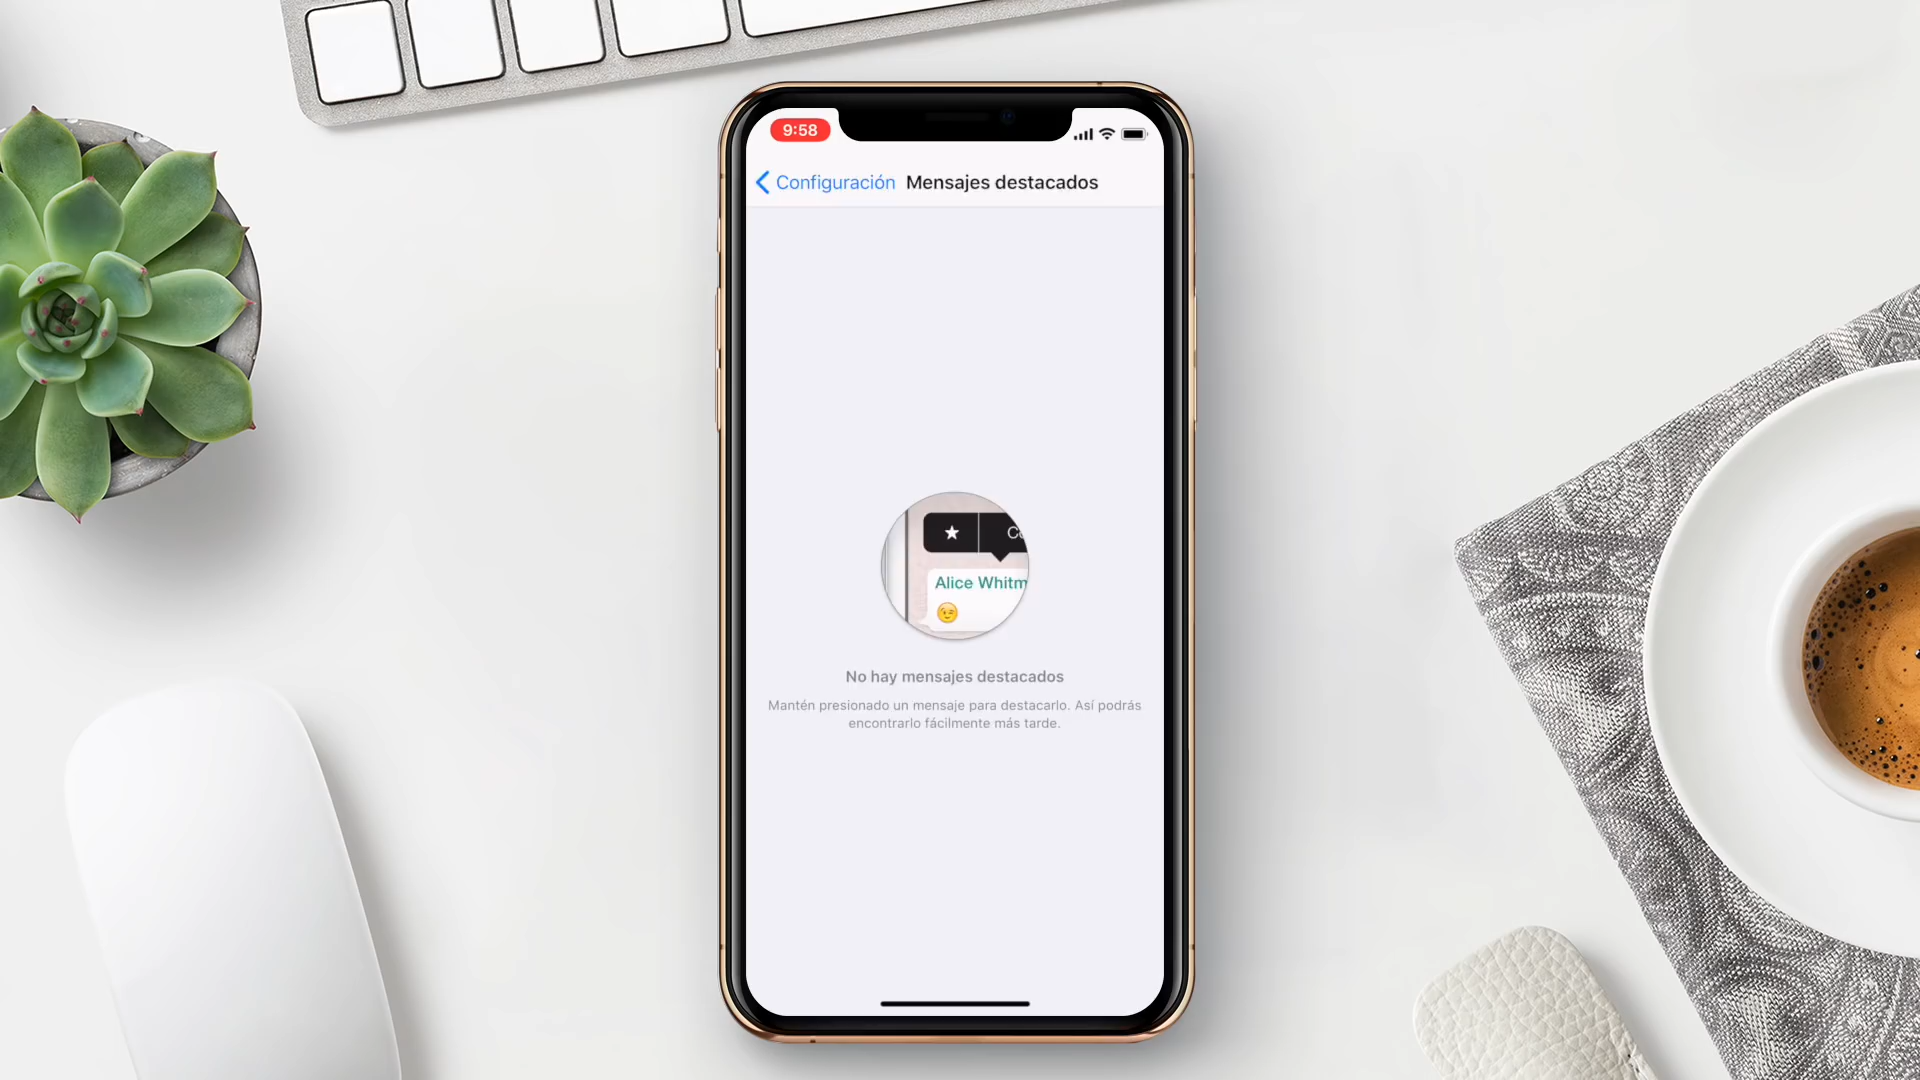 9:58
Configuración Mensajes destacados
Alice Whitm
No hay mensajes destacados
Mantén presionado un mensaje para destacarlo. Así podrás
encontrarlo fácilmente más tarde.